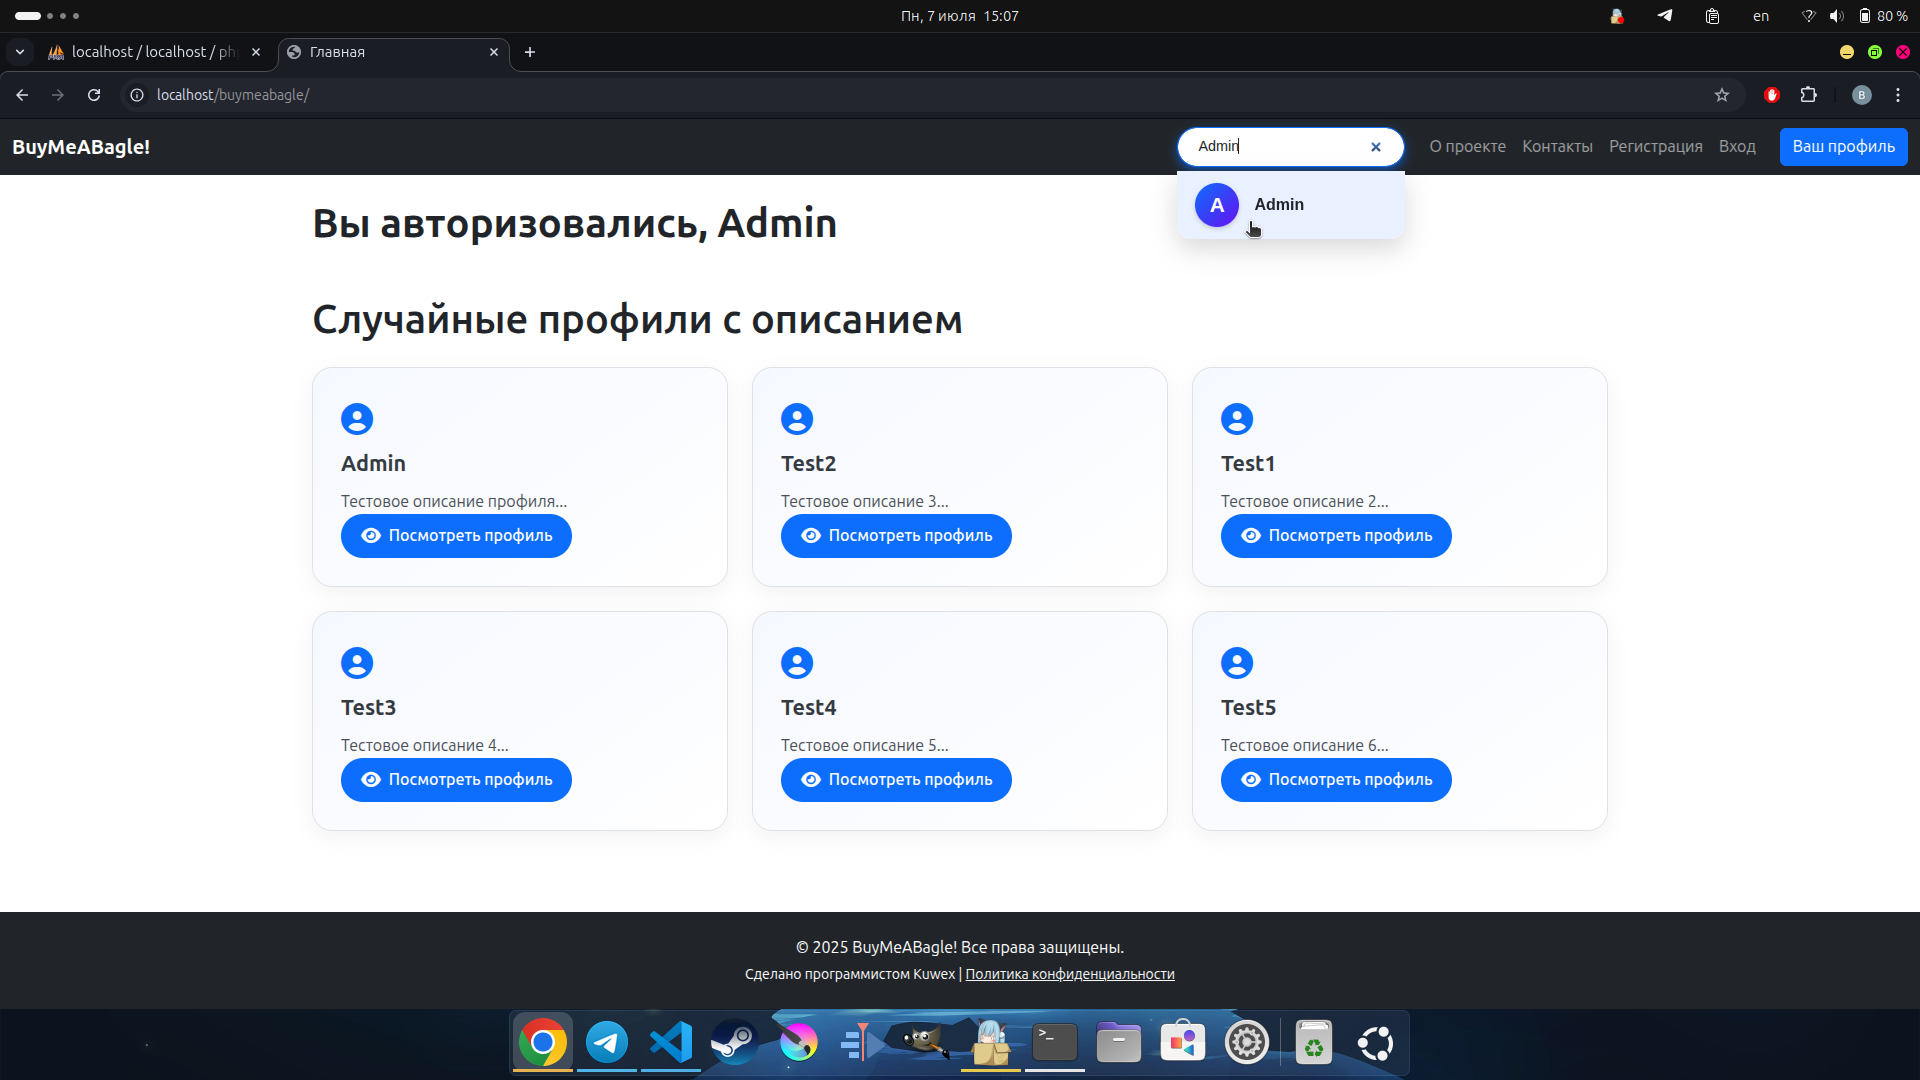 Пн, 7 июля 15:07
en
80 %
localhost / localhost / ph
Главная
localhost/buymeabagle/
B
BuyMeABagle!
Admin
О проекте
Контакты
Регистрация
Вход
Ваш профиль
A
Admin
Вы авторизовались, Admin
Случайные профили с описанием
Admin
Тестовое описание профиля...
Посмотреть профиль
Test2
Тестовое описание 3...
Посмотреть профиль
Test1
Тестовое описание 2...
Посмотреть профиль
Test3
Тестовое описание 4...
Посмотреть профиль
Test4
Тестовое описание 5...
Посмотреть профиль
Test5
Тестовое описание 6...
Посмотреть профиль
© 2025 BuyMeABagle! Все права защищены.
Сделано программистом Kuwex | Политика конфиденциальности
>_